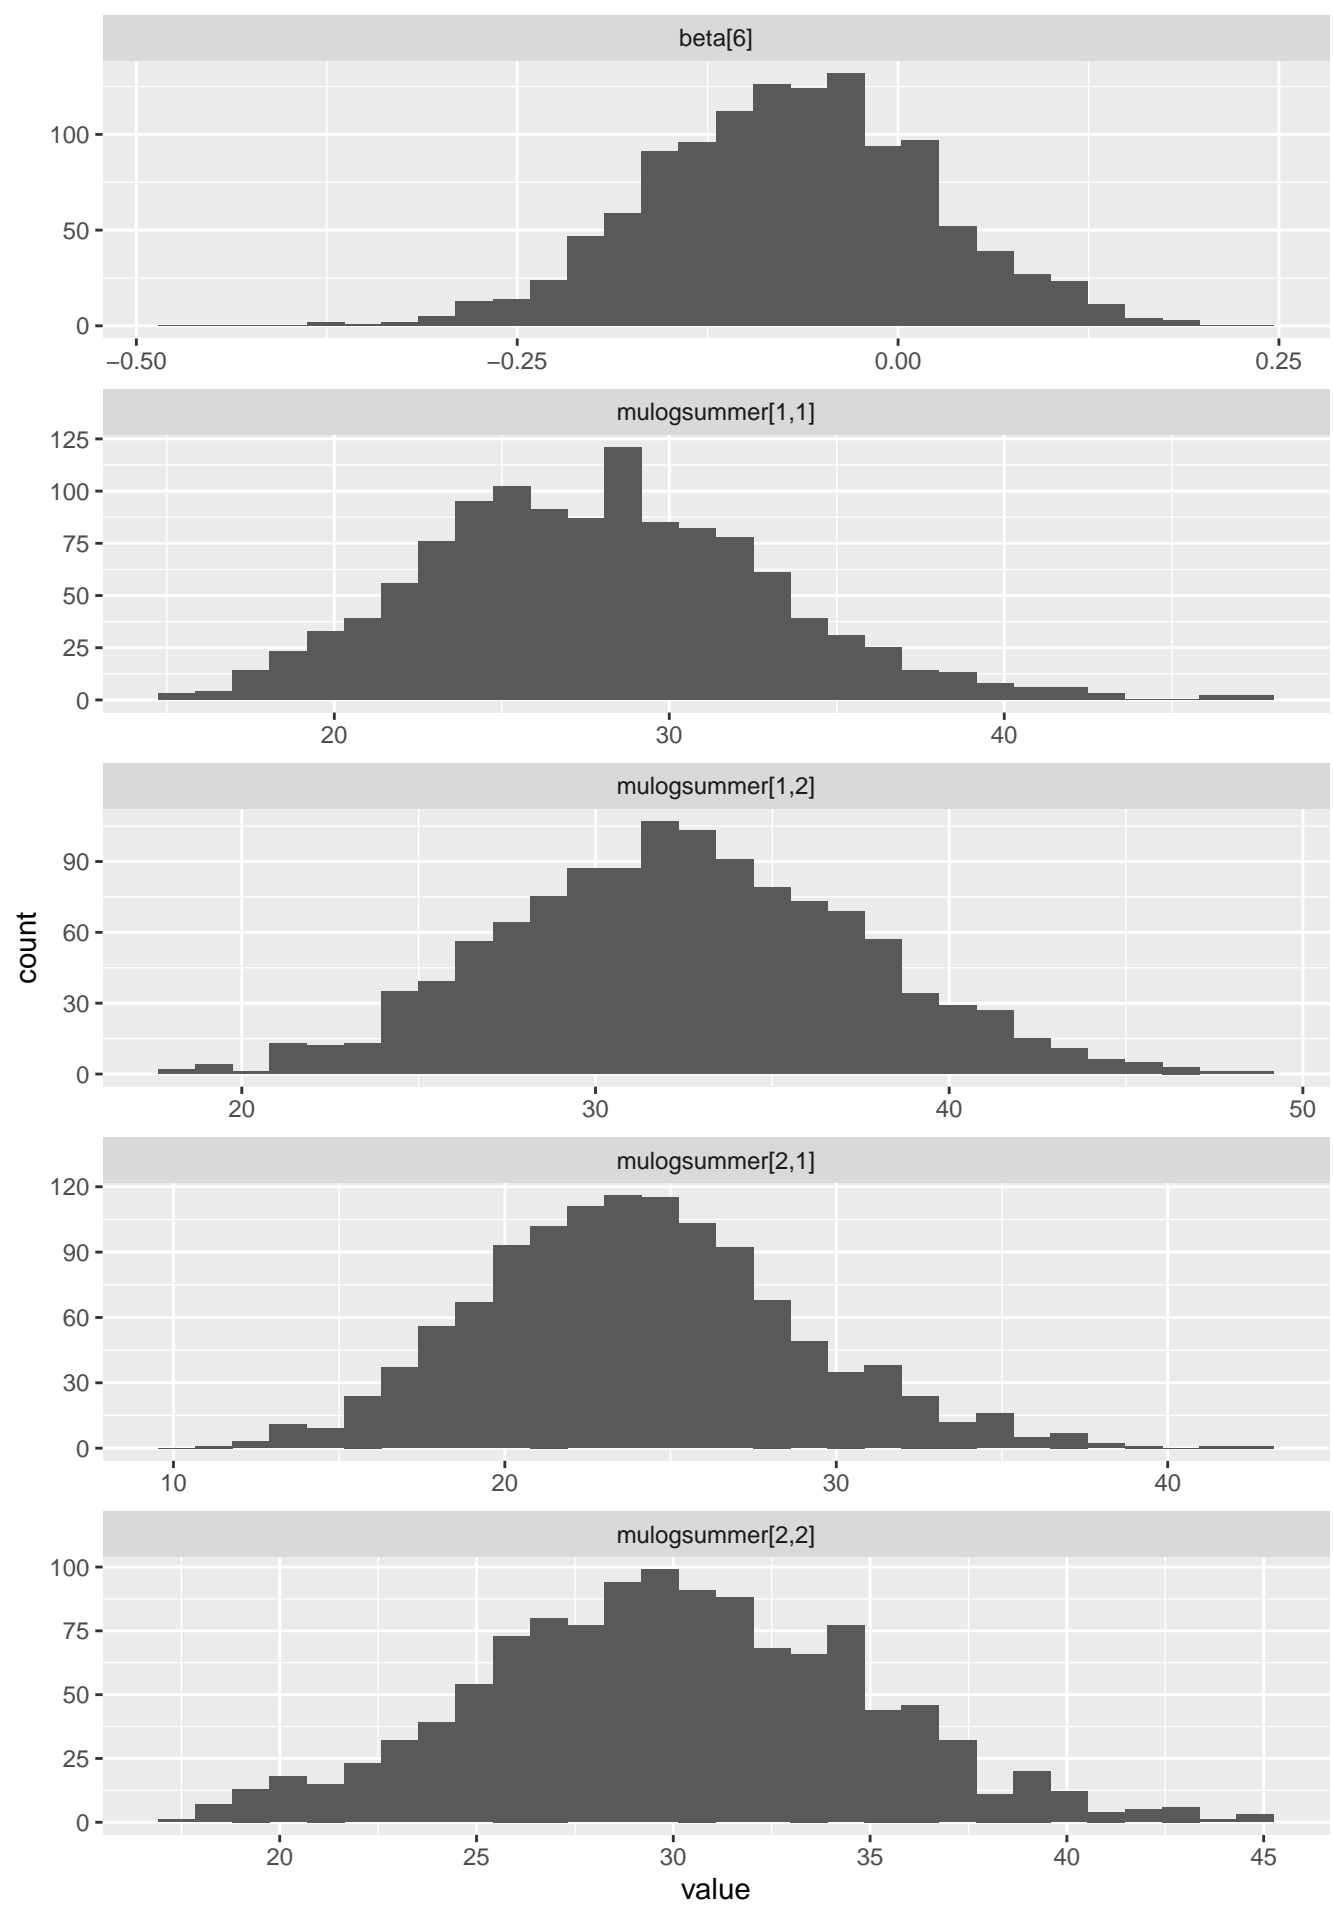 beta[6]
100
50
0
−0.50 −0.25 0.00 0.25
mulogsummer[1,1]
125
100
75
50
25
0
20 30 40
mulogsummer[1,2]
90
60
30
0
20 30 40 50
count
mulogsummer[2,1]
120
90
60
30
0
10 20 30 40
mulogsummer[2,2]
100
75
50
25
0
20 25 30 35 40 45
value